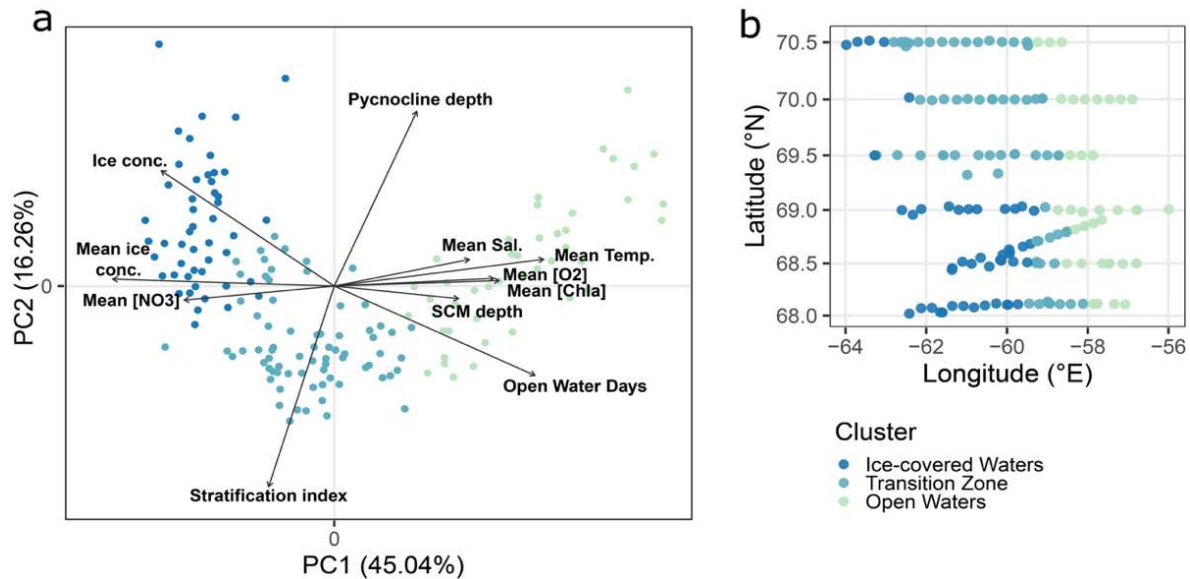 a
Pycnocline depth
Ice conc.
Mean Sal.
Mean Temp.
Mean ice
conc.
Mean [O2]
Mean [NO3]
Mean [Chla]
SCM depth
Open Water Days
Stratification index
0
0
PC2 (16.26%)
PC1 (45.04%)
b
70.5
70.0
69.5
69.0
68.5
68.0
Latitude (°N)
−64 −62 −60 −58 −56
Longitude (°E)
Cluster
Ice-covered Waters
Transition Zone
Open Waters